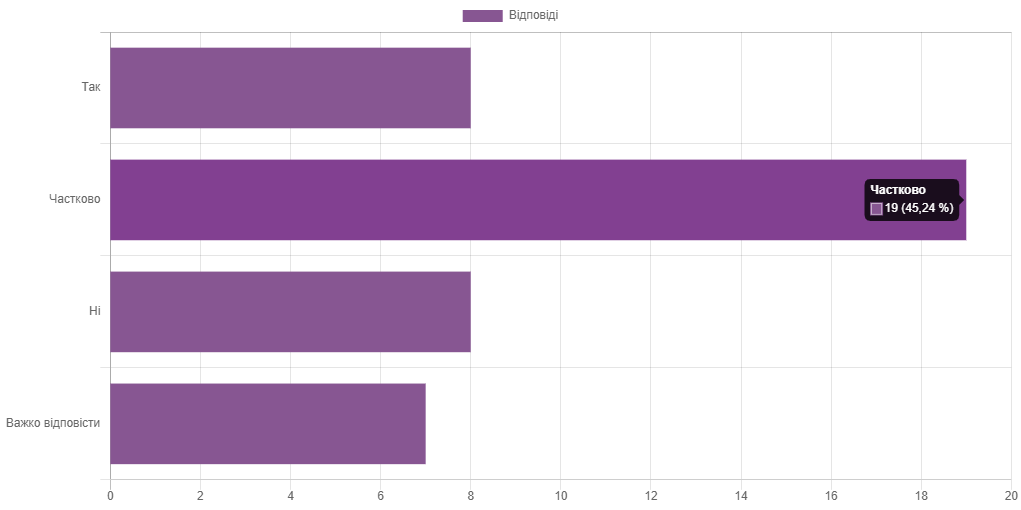 Відповіді
Так
Частково
Частково
19 (45,24 %)
Ні
Важко відповісти
0 2 4 6 8 10 12 14 16 18 20